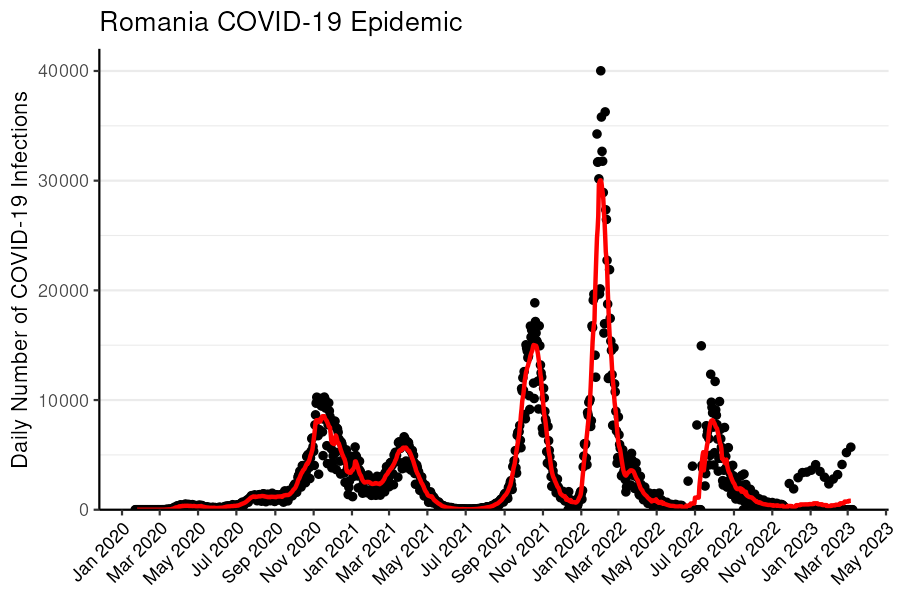 Romania COVID-19 Epidemic
Daily Number of COVID-19 Infections
40000
30000
20000
10000
0
Jan 2020
Mar 2020
May 2020
Jul 2020
Sep 2020
Nov 2020
Jan 2021
Mar 2021
May 2021
Jul 2021
Sep 2021
Nov 2021
Jan 2022
Mar 2022
May 2022
Jul 2022
Sep 2022
Nov 2022
Jan 2023
Mar 2023
May 2023